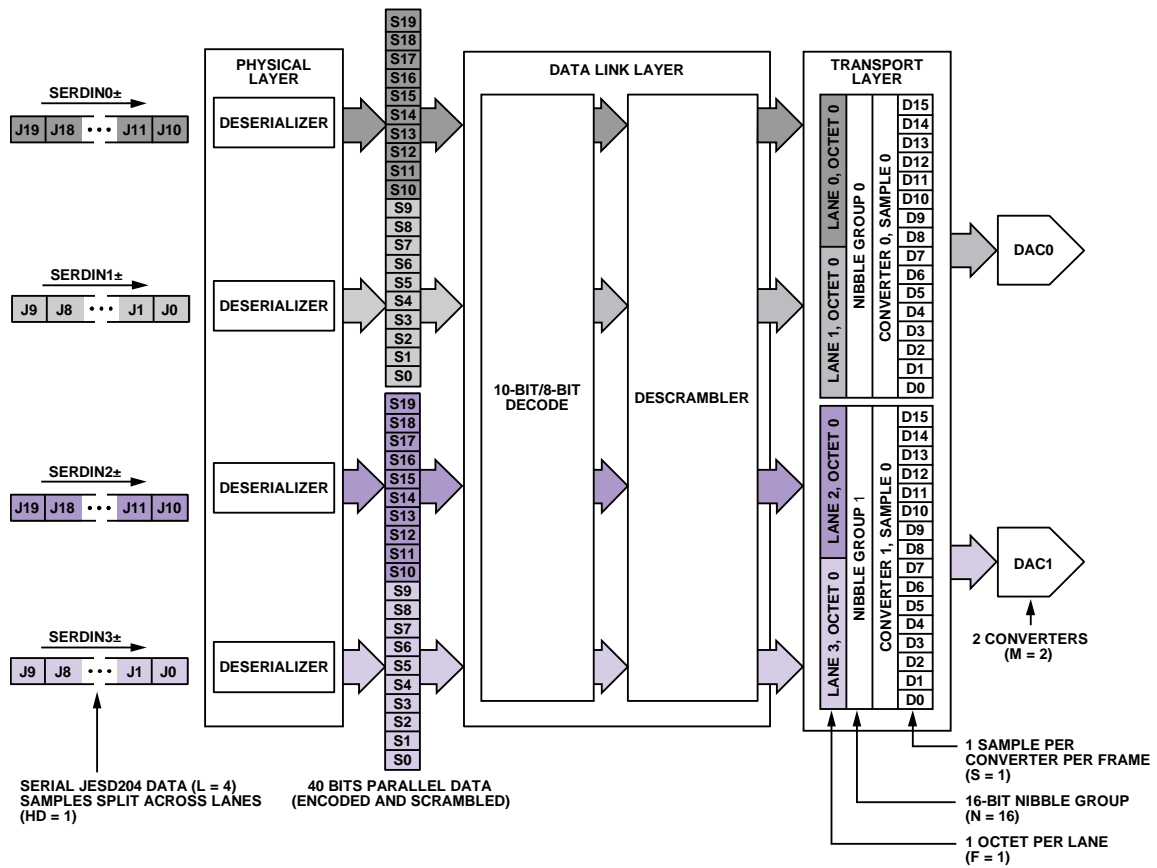 SERDIN0±
J19 J18 ••• J11 J10
SERDIN1±
J9 J8 ••• J1 J0
SERDIN2±
J19 J18 ••• J11 J10
SERDIN3±
J9 J8 ••• J1 J0
SERIAL JESD204 DATA (L = 4)
SAMPLES SPLIT ACROSS LANES
(HD = 1)
PHYSICAL
LAYER
DESERIALIZER
DESERIALIZER
DESERIALIZER
DESERIALIZER
S19
S18
S17
S16
S15
S14
S13
S12
S11
S10
S9
S8
S7
S6
S5
S4
S3
S2
S1
S0
S19
S18
S17
S16
S15
S14
S13
S12
S11
S10
S9
S8
S7
S6
S5
S4
S3
S2
S1
S0
40 BITS PARALLEL DATA
(ENCODED AND SCRAMBLED)
DATA LINK LAYER
10-BIT/8-BIT
DECODE
DESCRAMBLER
TRANSPORT
LAYER
LANE 0, OCTET 0
LANE 1, OCTET 0
NIBBLE GROUP 0
CONVERTER 0, SAMPLE 0
D15
D14
D13
D12
D11
D10
D9
D8
D7
D6
D5
D4
D3
D2
D1
D0
LANE 2, OCTET 0
LANE 3, OCTET 0
NIBBLE GROUP 1
CONVERTER 1, SAMPLE 0
D15
D14
D13
D12
D11
D10
D9
D8
D7
D6
D5
D4
D3
D2
D1
D0
DAC0
DAC1
2 CONVERTERS
(M = 2)
1 SAMPLE PER
CONVERTER PER FRAME
(S = 1)
16-BIT NIBBLE GROUP
(N = 16)
1 OCTET PER LANE
(F = 1)